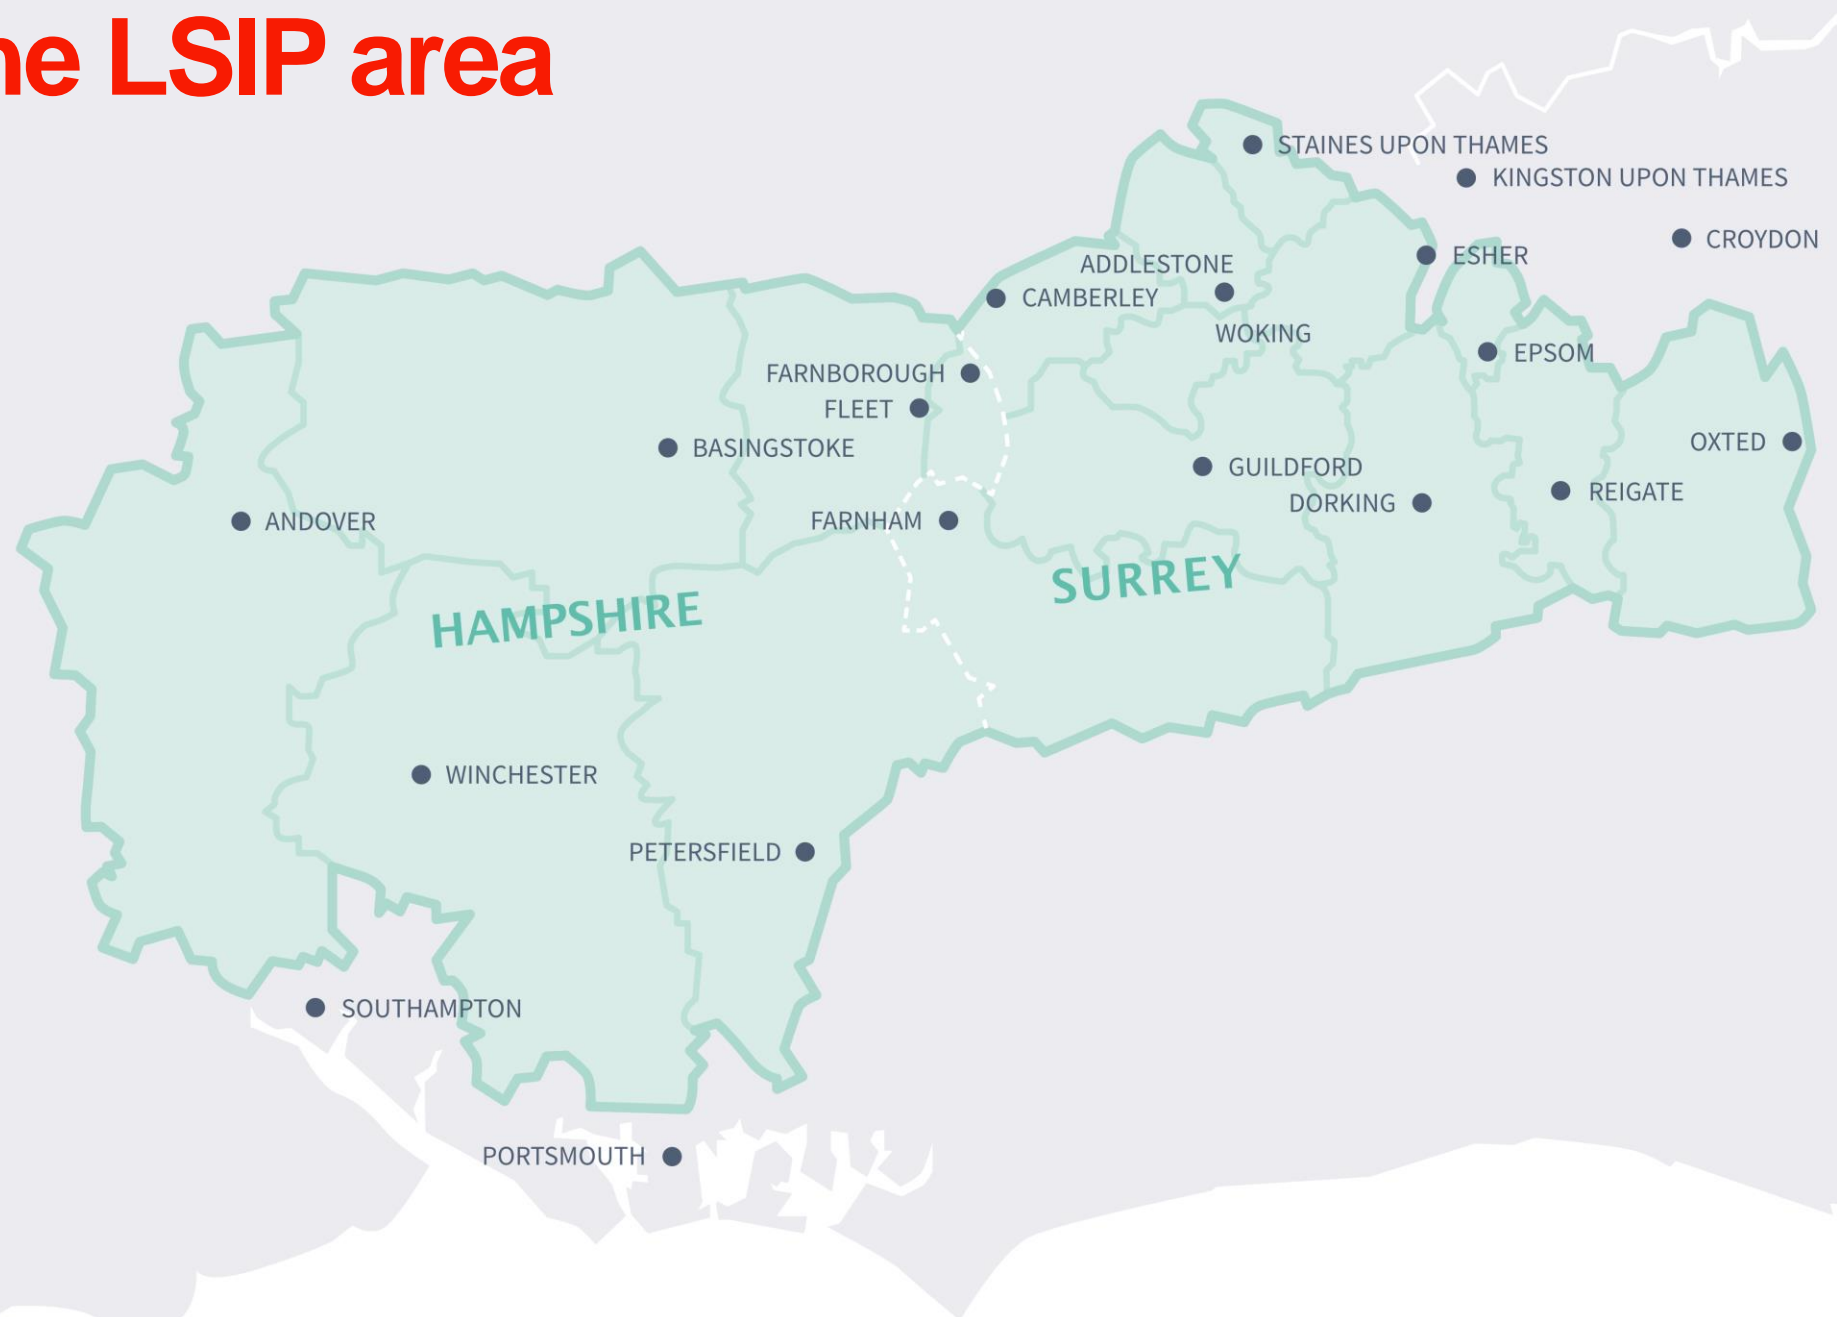 ne LSIP area
STAINES UPON THAMES
KINGSTON UPON THAMES
CROYDON
ESHER
ADDLESTONE
CAMBERLEY
WOKING
EPSOM
FARNBOROUGH
FLEET
BASINGSTOKE
OXTED
GUILDFORD
REIGATE
DORKING
ANDOVER
FARNHAM
SURREY
HAMPSHIRE
WINCHESTER
PETERSFIELD
SOUTHAMPTON
PORTSMOUTH